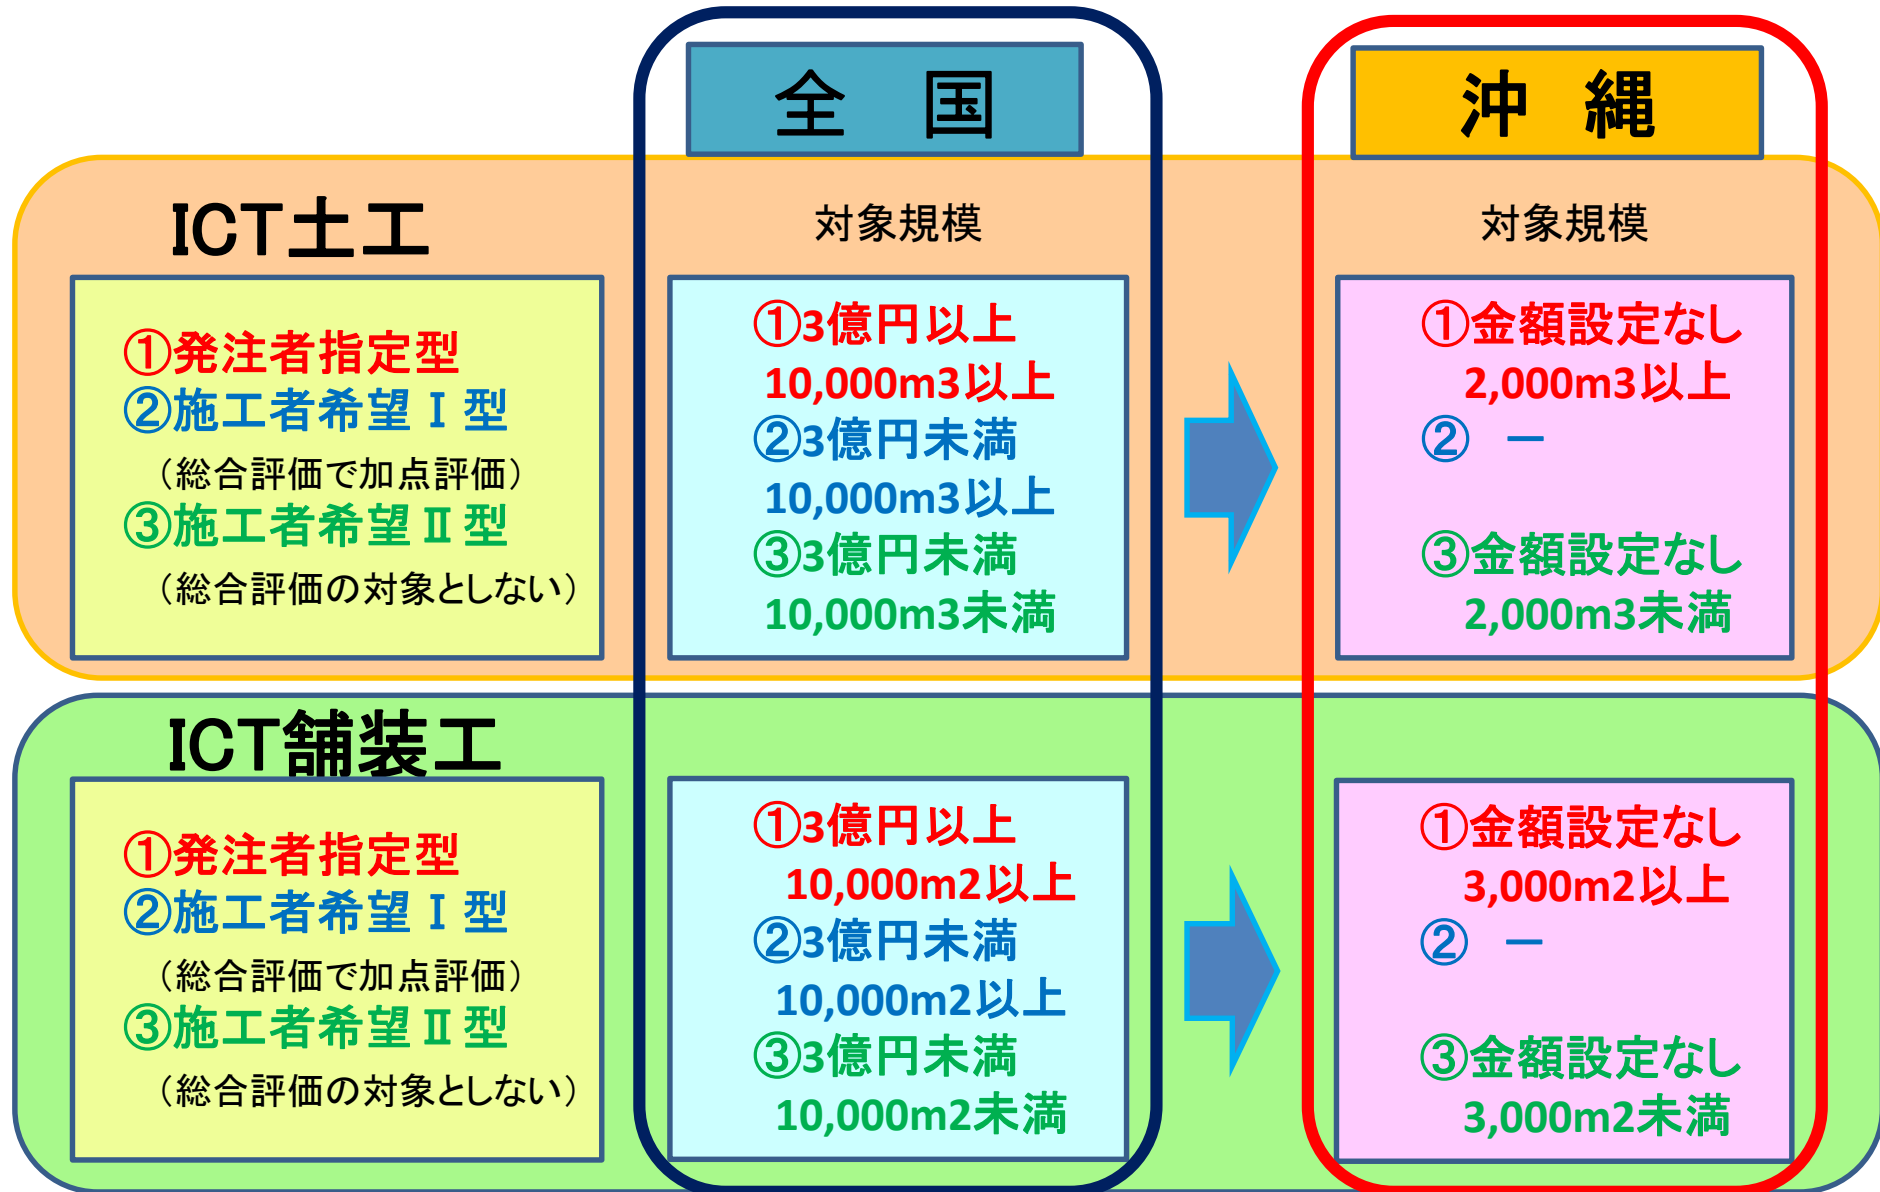 全　国
沖　縄
ICT土工
対象規模
対象規模
①発注者指定型
②施工者希望Ⅰ型
（総合評価で加点評価）
③施工者希望Ⅱ型
（総合評価の対象としない）
①3億円以上
10,000m3以上
②3億円未満
10,000m3以上
③3億円未満
10,000m3未満
①金額設定なし
2,000m3以上
②　－
③金額設定なし
2,000m3未満
ICT舗装工
①発注者指定型
②施工者希望Ⅰ型
（総合評価で加点評価）
③施工者希望Ⅱ型
（総合評価の対象としない）
①3億円以上
10,000m2以上
②3億円未満
10,000m2以上
③3億円未満
10,000m2未満
①金額設定なし
3,000m2以上
②　－
③金額設定なし
3,000m2未満